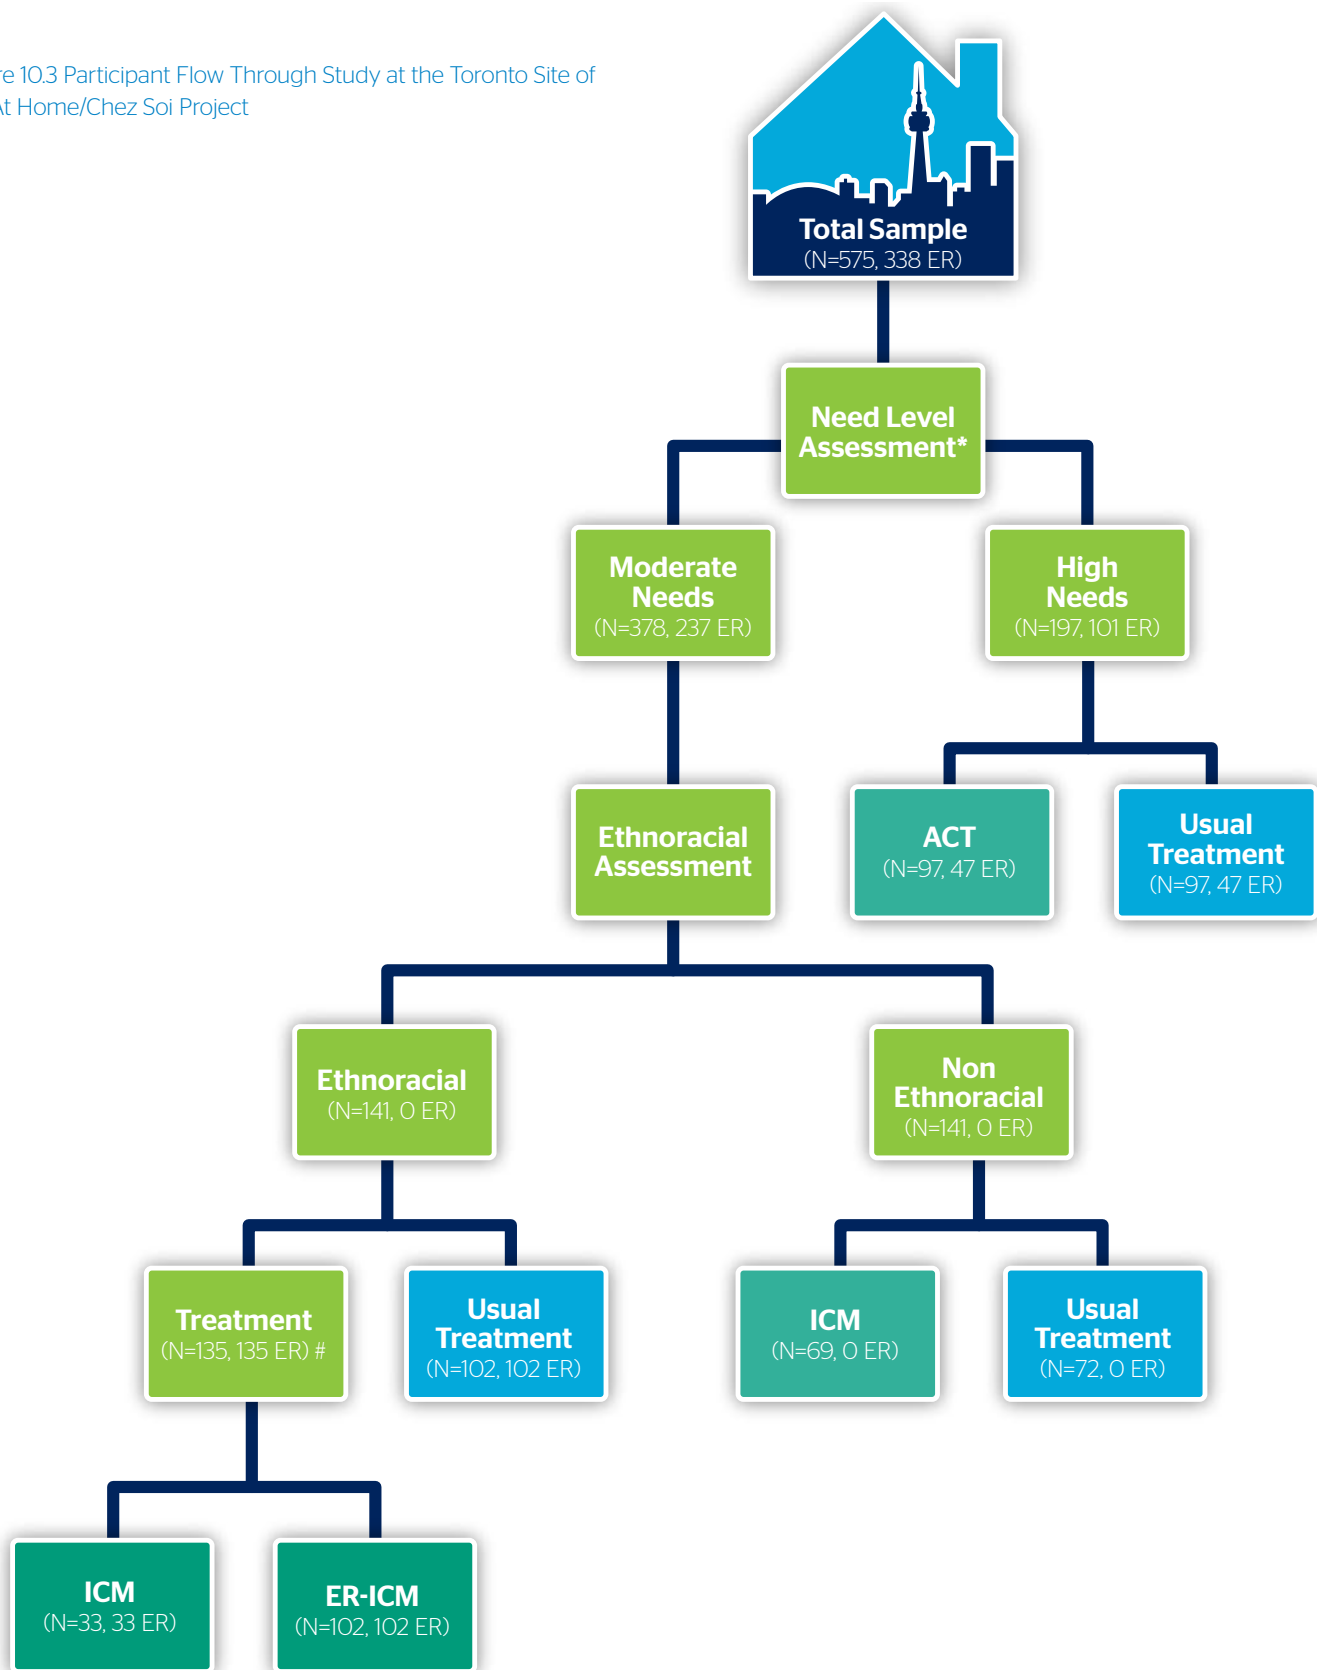 re 10.3 Participant Flow Through Study at the Toronto Site of
At Home/Chez Soi Project
Total Sample
(N=575, 338 ER)
Need Level
Assessment*
Moderate
Needs
(N=378, 237 ER)
High
Needs
(N=197, 101 ER)
Ethnoracial
Assessment
ACT
(N=97, 47 ER)
Usual
Treatment
(N=97, 47 ER)
Ethnoracial
(N=141, 0 ER)
Non
Ethnoracial
(N=141, 0 ER)
Treatment
(N=135, 135 ER) #
Usual
Treatment
(N=102, 102 ER)
ICM
(N=69, 0 ER)
Usual
Treatment
(N=72, 0 ER)
ICM
(N=33, 33 ER)
ER-ICM
(N=102, 102 ER)